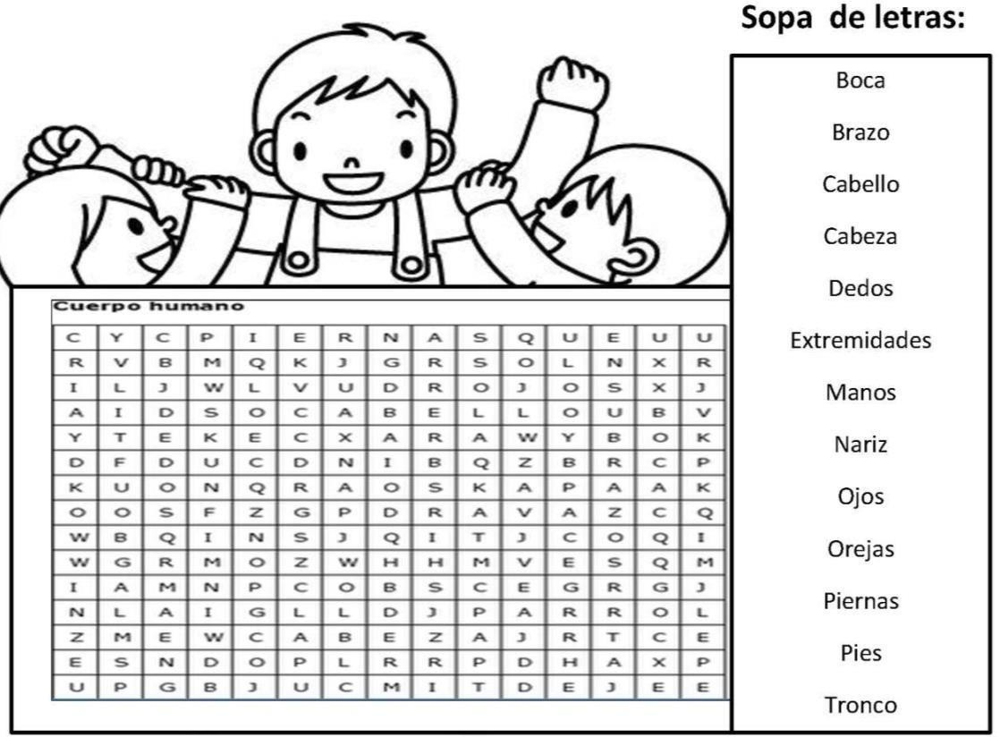 Sopa de letras:
Boca
Brazo
Cabello
Cabeza
Dedos
Extremidades
Manos
Nariz
Ojos
Orejas
Piernas
Pies
Tronco
Cuerpo humano
C Y C P I E R N A S Q U E U U
R V B M Q K J G R S O L N X R
I L J W L V U D R O J O S X J
A I D S O C A B E L L O U B V
Y T E K E C X A R A W Y B O K
D F D U C D N I B Q Z B R C P
K U O N Q R A O S K A P A A K
O O S F Z G P D R A V A Z C Q
W B Q I N S J Q I T J C O Q I
W G R M O Z W H H M V E S Q M
I A M N P C O B S C E G R G J
N L A I G L L D J P A R R O L
Z M E W C A B E Z A J R T C E
E S N D O P L R R P D H A X P
U P G B J U C M I T D E J E E